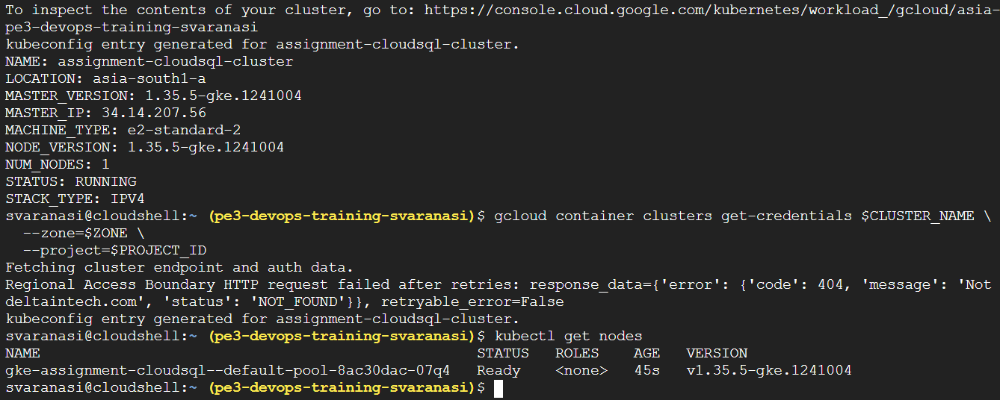 To inspect the contents of your cluster, go to: https://console.cloud.google.com/kubernetes/workload_/gcloud/asia-
pe3-devops-training-svaranasi
kubeconfig entry generated for assignment-cloudsql-cluster.
NAME: assignment-cloudsql-cluster
LOCATION: asia-south1-a
MASTER_VERSION: 1.35.5-gke.1241004
MASTER_IP: 34.14.207.56
MACHINE_TYPE: e2-standard-2
NODE_VERSION: 1.35.5-gke.1241004
NUM_NODES: 1
STATUS: RUNNING
STACK_TYPE: IPV4
svaranasi@cloudshell:~ (pe3-devops-training-svaranasi)$ gcloud container clusters get-credentials $CLUSTER_NAME \
  --zone=$ZONE \
  --project=$PROJECT_ID
Fetching cluster endpoint and auth data.
Regional Access Boundary HTTP request failed after retries: response_data={'error': {'code': 404, 'message': 'Not
deltaintech.com', 'status': 'NOT_FOUND'}}, retryable_error=False
kubeconfig entry generated for assignment-cloudsql-cluster.
svaranasi@cloudshell:~ (pe3-devops-training-svaranasi)$ kubectl get nodes
NAME                                                  STATUS   ROLES    AGE   VERSION
gke-assignment-cloudsql--default-pool-8ac30dac-07q4   Ready    <none>   45s   v1.35.5-gke.1241004
svaranasi@cloudshell:~ (pe3-devops-training-svaranasi)$